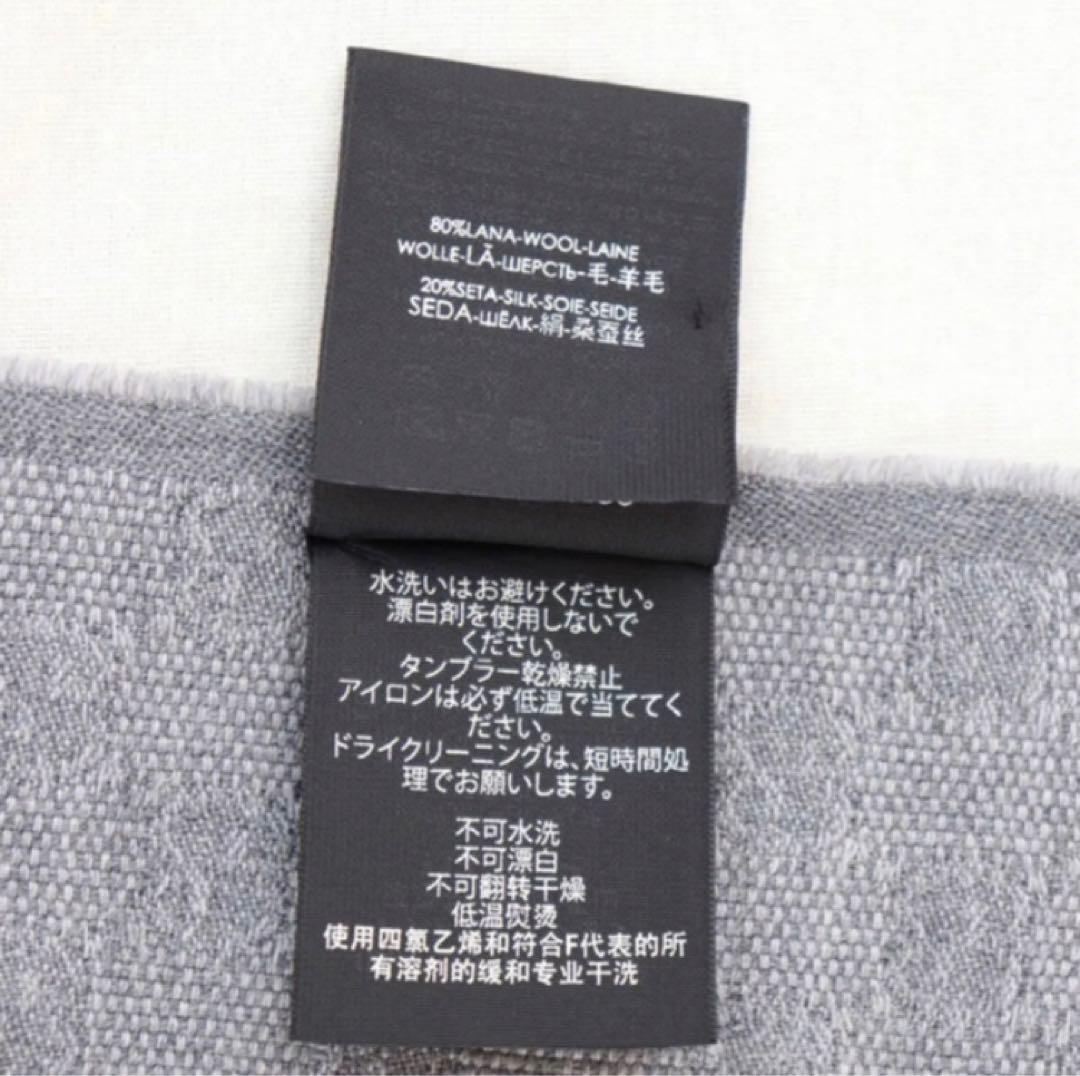 80%LANA-WOOL-LAINE
WOLLE-LÃ-ШЕРСТЬ-毛-羊毛
20%SETA-SILK-SOIE-SEIDE
SEDA-ШЁЛК-絹-桑蚕丝
水洗いはお避けください。
漂白剤を使用しないで
ください。
タンブラー乾燥禁止
アイロンは必ず低温で当ててく
ださい。
ドライクリーニングは、短時間処
理でお願いします。
不可水洗
不可漂白
不可翻转干燥
低温熨烫
使用四氯乙烯和符合F代表的所
有溶剂的缓和专业干洗